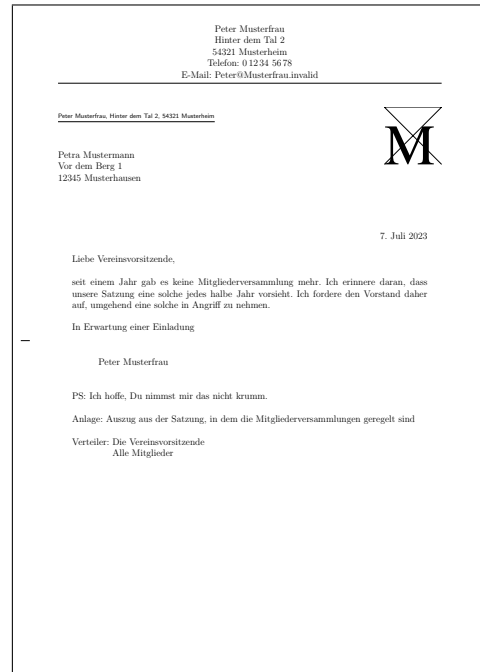 Peter Musterfrau
Hinter dem Tal 2
54321 Musterheim
Telefon: 0 12 34 56 78
E-Mail: Peter@Musterfrau.invalid
Peter Musterfrau, Hinter dem Tal 2, 54321 Musterheim
M
Petra Mustermann
Vor dem Berg 1
12345 Musterhausen
7. Juli 2023
Liebe Vereinsvorsitzende,
seit einem Jahr gab es keine Mitgliederversammlung mehr. Ich erinnere daran, dass
unsere Satzung eine solche jedes halbe Jahr vorsieht. Ich fordere den Vorstand daher
auf, umgehend eine solche in Angriff zu nehmen.
In Erwartung einer Einladung
Peter Musterfrau
PS: Ich hoffe, Du nimmst mir das nicht krumm.
Anlage: Auszug aus der Satzung, in dem die Mitgliederversammlungen geregelt sind
Verteiler: Die Vereinsvorsitzende
Alle Mitglieder